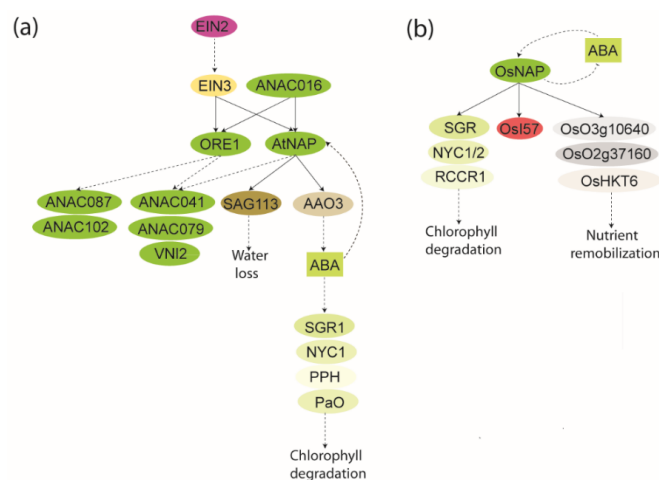 (a)
EIN2
EIN3
ANAC016
ORE1
AtNAP
ANAC087
ANAC041
SAG113
AAO3
ANAC102
ANAC079
VNI2
Water
loss
ABA
SGR1
NYC1
PPH
PaO
Chlorophyll
degradation
(b)
ABA
OsNAP
SGR
OsI57
OsO3g10640
NYC1/2
OsO2g37160
RCCR1
OsHKT6
Chlorophyll
degradation
Nutrient
remobilization